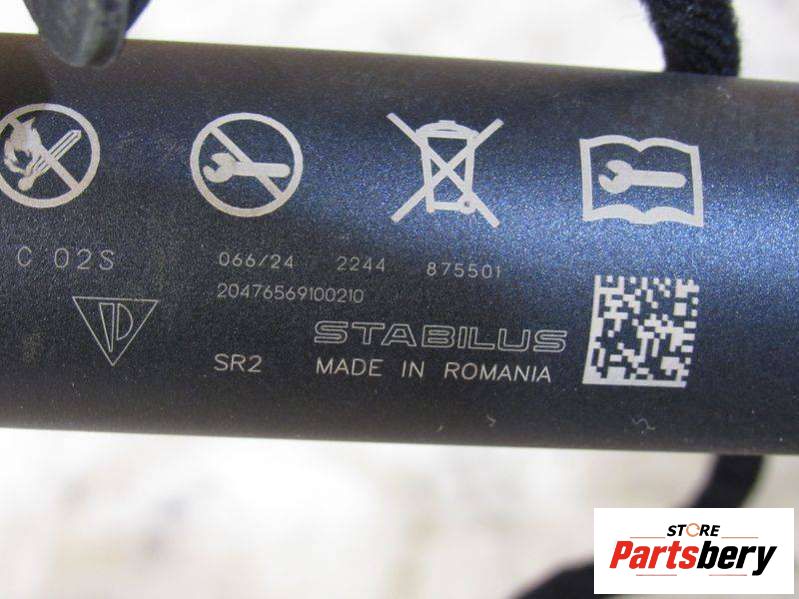 C 02S
066/24 2244 875501
20476569100210
STABILUS
SR2 MADE IN ROMANIA
STORE
Partsbery